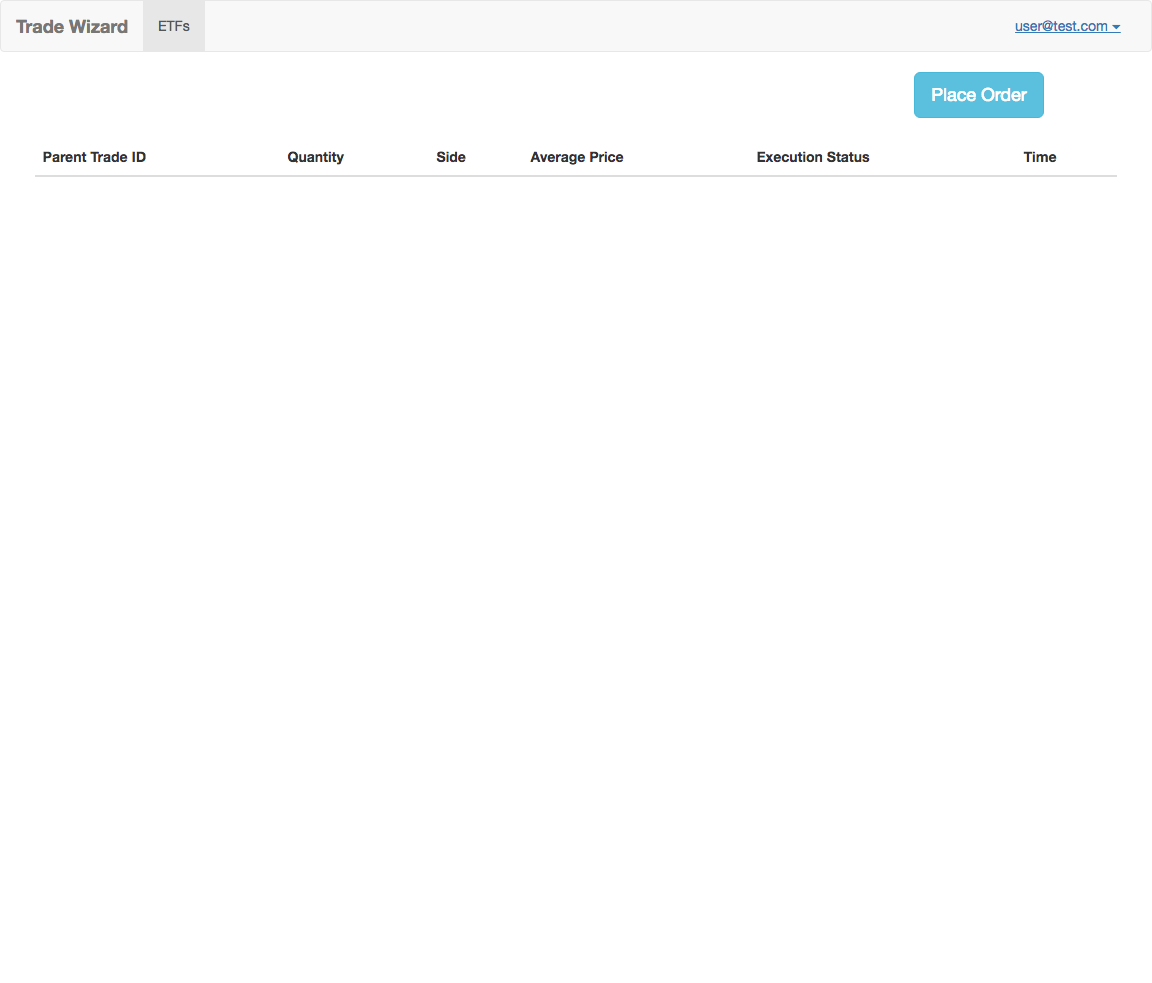 Trade Wizard ETFs user@test.com
Place Order
Parent Trade ID Quantity Side Average Price Execution Status Time